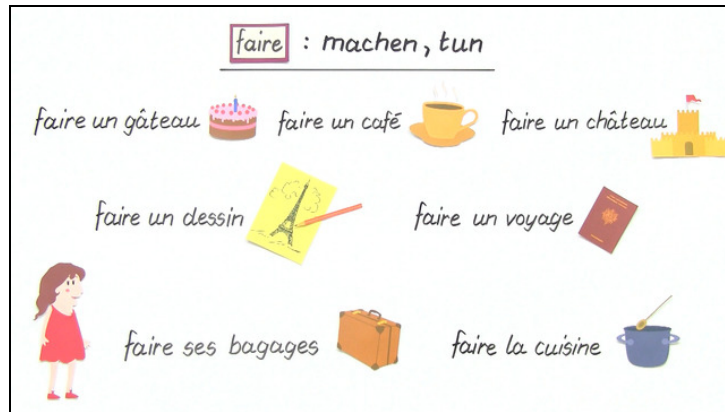 faire : machen, tun
faire un gâteau faire un café faire un château
faire un dessin faire un voyage
faire ses bagages faire la cuisine